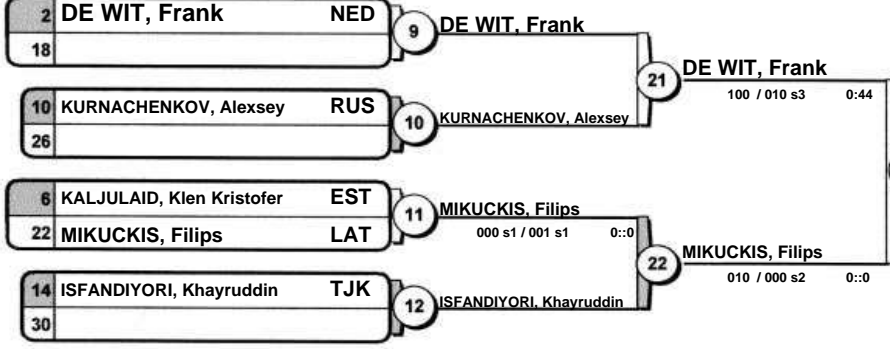 2 DE WIT, Frank NED
18
9
DE WIT, Frank
10 KURNACHENKOV, Alexsey RUS
26
10
KURNACHENKOV, Alexsey
21
DE WIT, Frank
100 / 010 s3 0:44
6 KALJULAID, Klen Kristofer EST
22 MIKUCKIS, Filips LAT
11
MIKUCKIS, Filips
000 s1 / 001 s1 0::0
14 ISFANDIYORI, Khayruddin TJK
30
12
ISFANDIYORI, Khayruddin
22
MIKUCKIS, Filips
010 / 000 s2 0::0